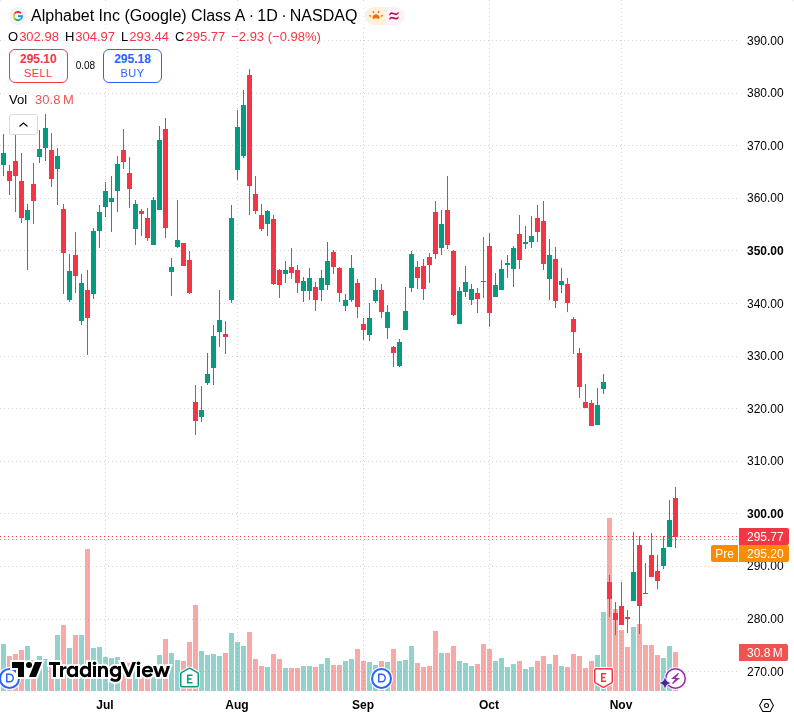 Alphabet Inc (Google) Class A · 1D · NASDAQ
O302.98 H304.97 L293.44 C295.77 −2.93 (−0.98%)
295.10 SELL 0.08 295.18 BUY
Vol 30.8 M
390.00
380.00
370.00
360.00
350.00
340.00
330.00
320.00
310.00
300.00
295.77
Pre 295.20
290.00
280.00
30.8 M
270.00
D TradingView E D E
Jul Aug Sep Oct Nov